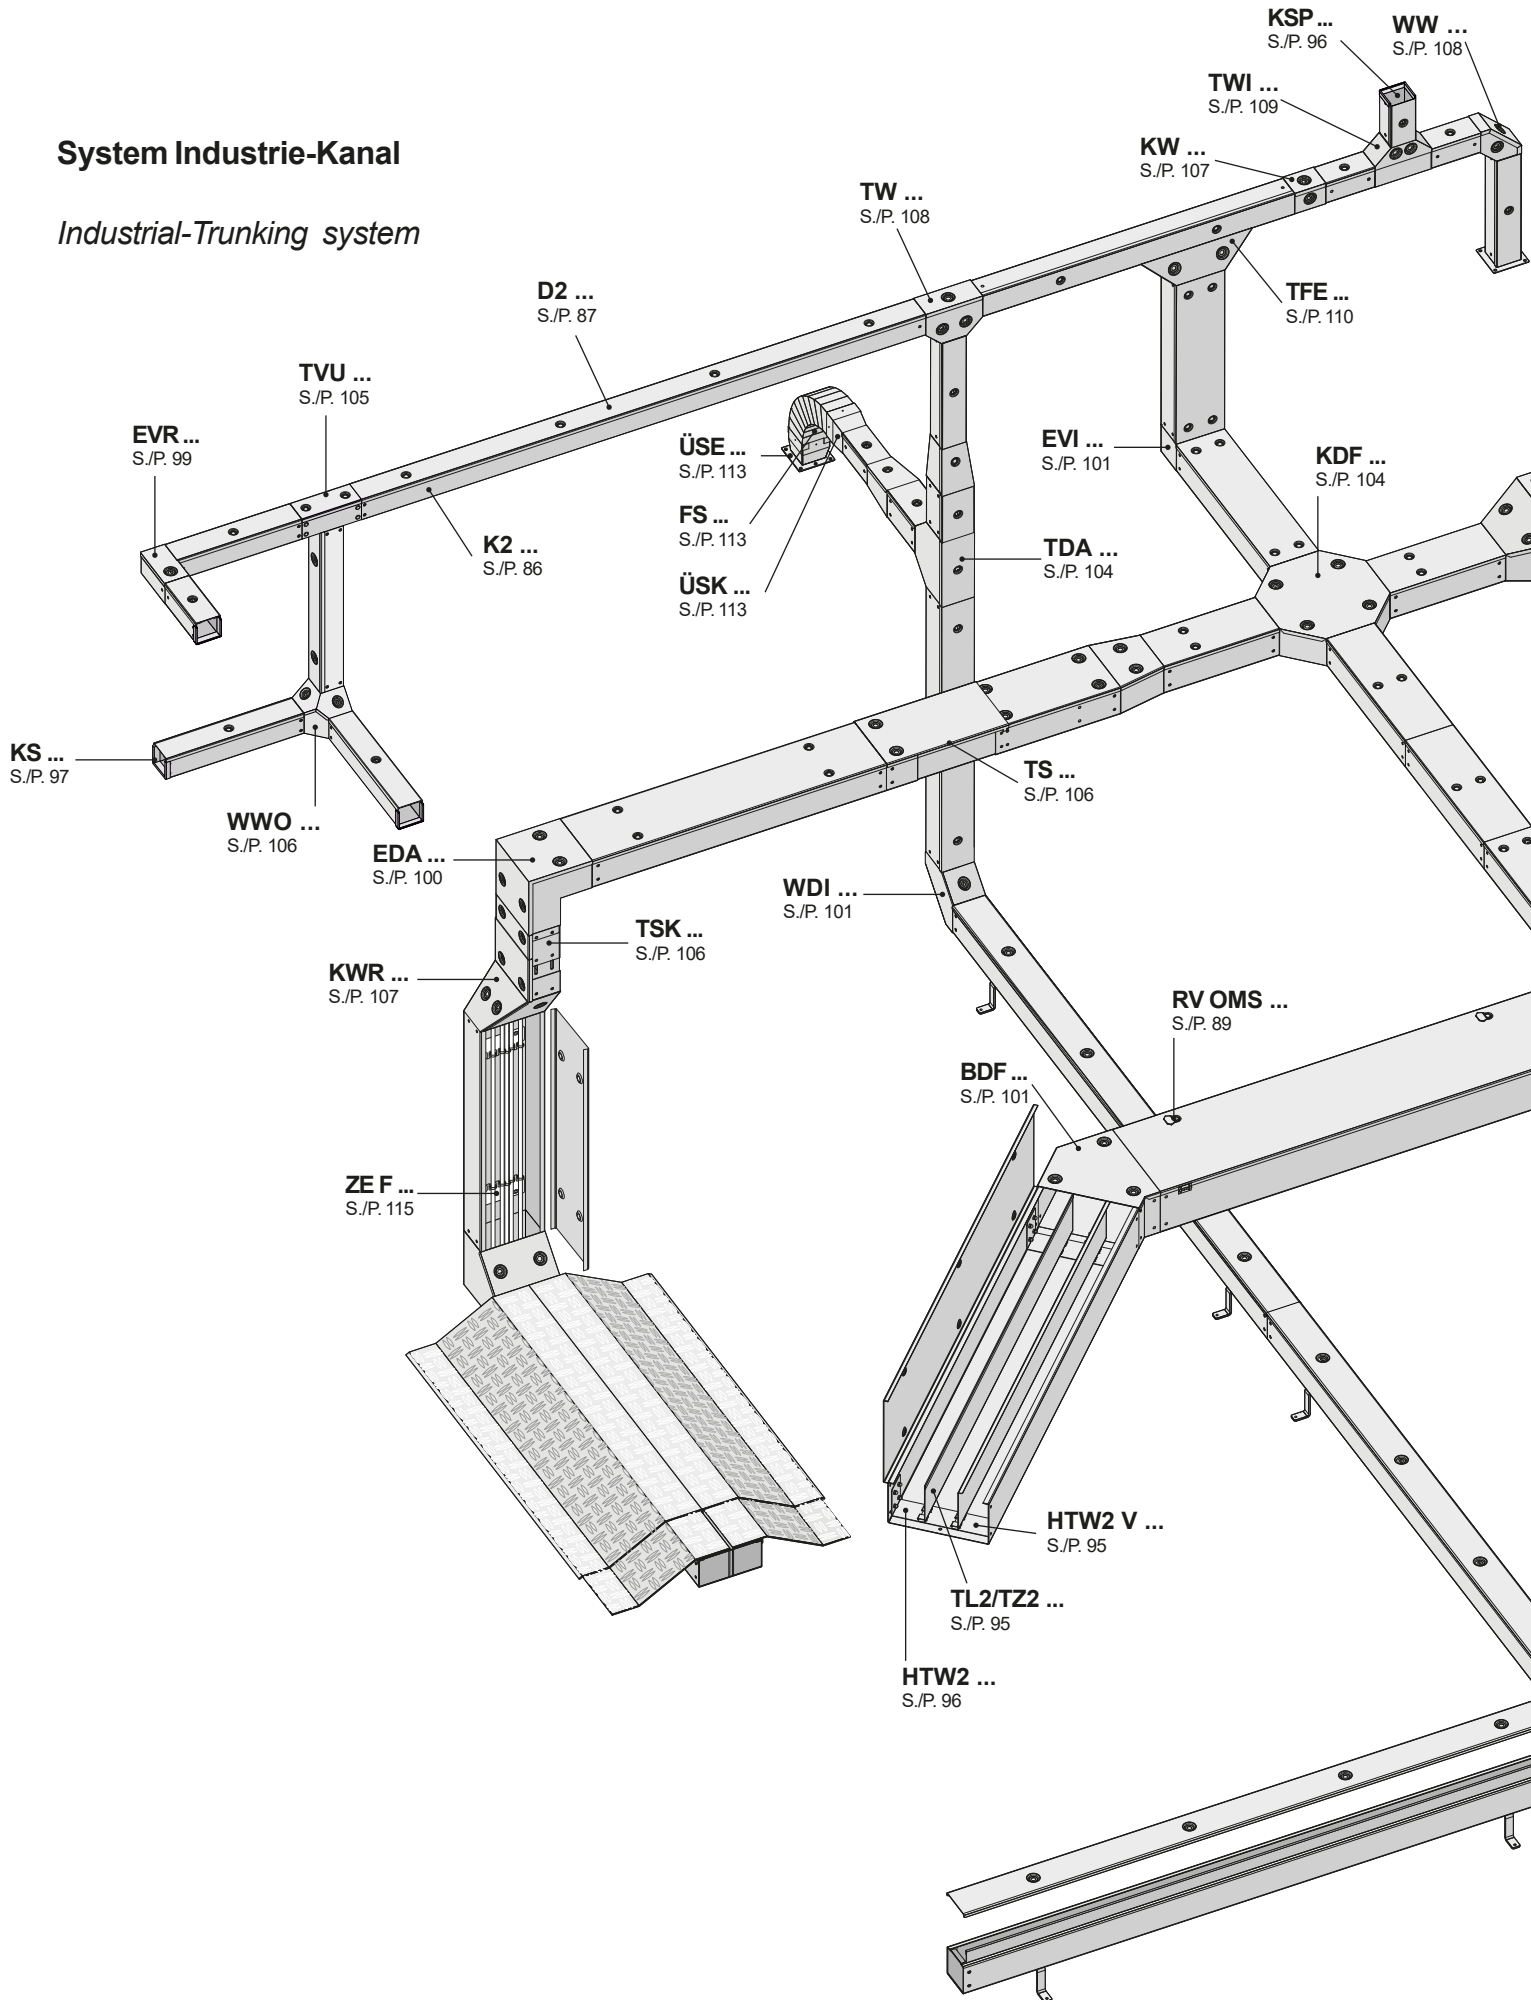 KSP ...
S./P. 96
WW ...
S./P. 108
TWI ...
S./P. 109
System Industrie-Kanal
KW ...
S./P. 107
TW ...
S./P. 108
Industrial-Trunking system
D2 ...
S./P. 87
TFE ...
S./P. 110
TVU ...
S./P. 105
EVR ...
S./P. 99
ÜSE ...
S./P. 113
EVI ...
S./P. 101
KDF ...
S./P. 104
FS ...
S./P. 113
K2 ...
S./P. 86
TDA ...
S./P. 104
ÜSK ...
S./P. 113
KS ...
S./P. 97
TS ...
S./P. 106
WWO ...
S./P. 106
EDA ...
S./P. 100
WDI ...
S./P. 101
TSK ...
S./P. 106
KWR ...
S./P. 107
RV OMS ...
S./P. 89
BDF ...
S./P. 101
ZE F ...
S./P. 115
HTW2 V ...
S./P. 95
TL2/TZ2 ...
S./P. 95
HTW2 ...
S./P. 96